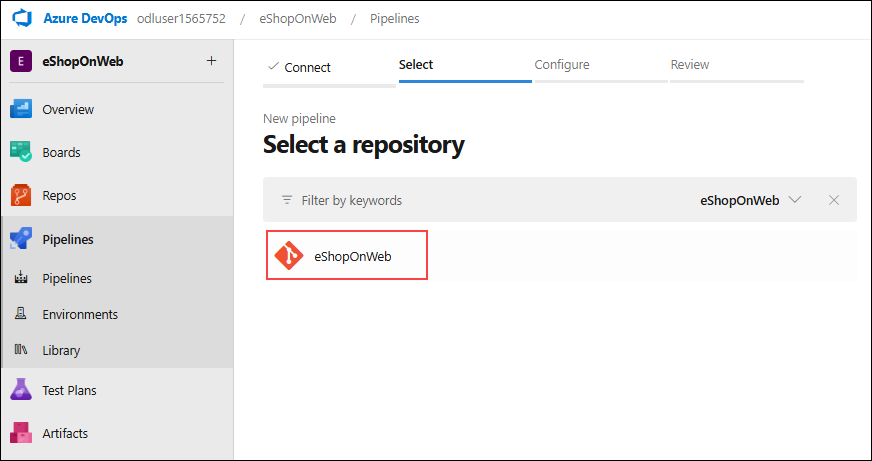 Azure DevOps odluser1565752 / eShopOnWeb / Pipelines
E eShopOnWeb +
Overview
Boards
Repos
Pipelines
Pipelines
Environments
Library
Test Plans
Artifacts
Connect Select Configure Review
New pipeline
Select a repository
Filter by keywords eShopOnWeb
eShopOnWeb